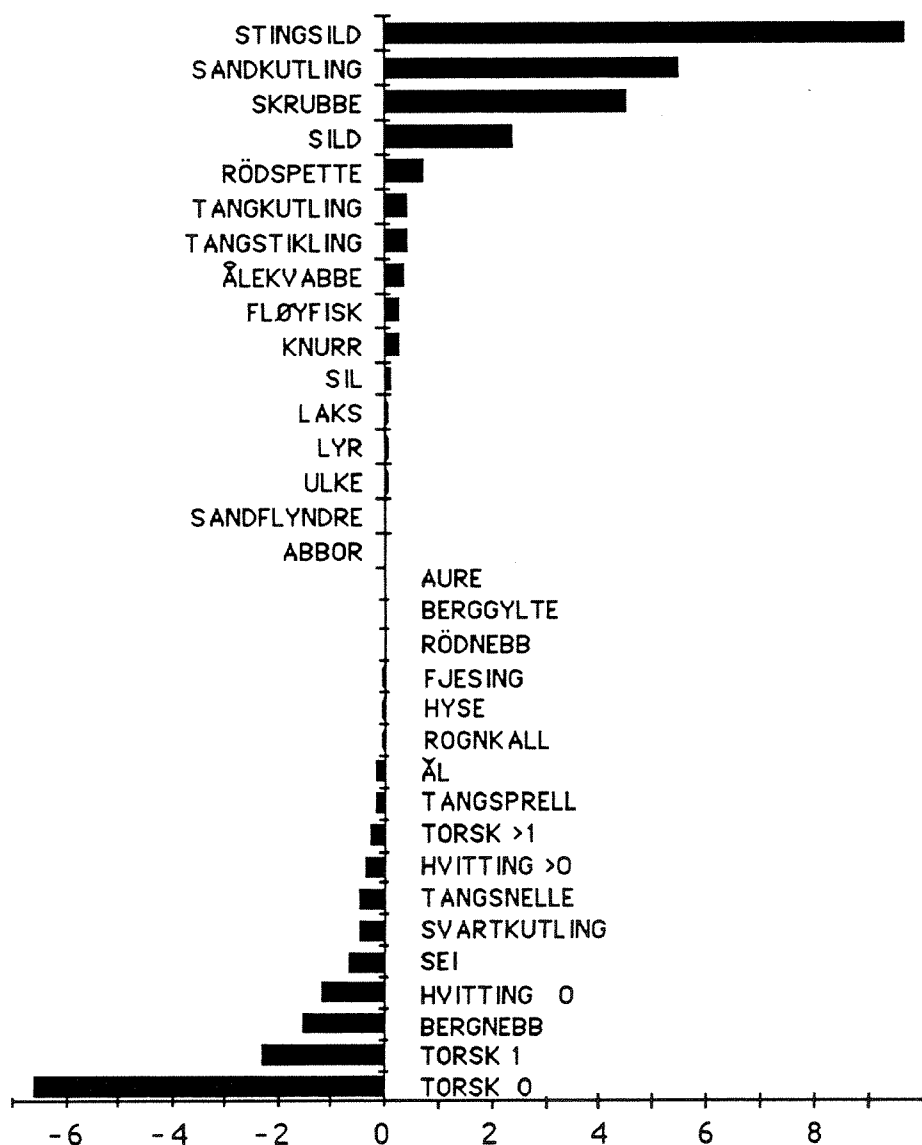 STINGSILD
SANDKUTLING
SKRUBBE
SILD
RÖDSPETTE
TANGKUTLING
TANGSTIKLING
ÅLEKVABBE
FLØYFISK
KNURR
SIL
LAKS
LYR
ULKE
SANDFLYNDRE
ABBOR
AURE
BERGGYLTE
RÖDNEBB
FJESING
HYSE
ROGNKALL
ÅL
TANGSPRELL
TORSK >1
HVITTING >0
TANGSNELLE
SVARTKUTLING
SEI
HVITTING 0
BERGNEBB
TORSK 1
TORSK 0
-6 -4 -2 0 2 4 6 8